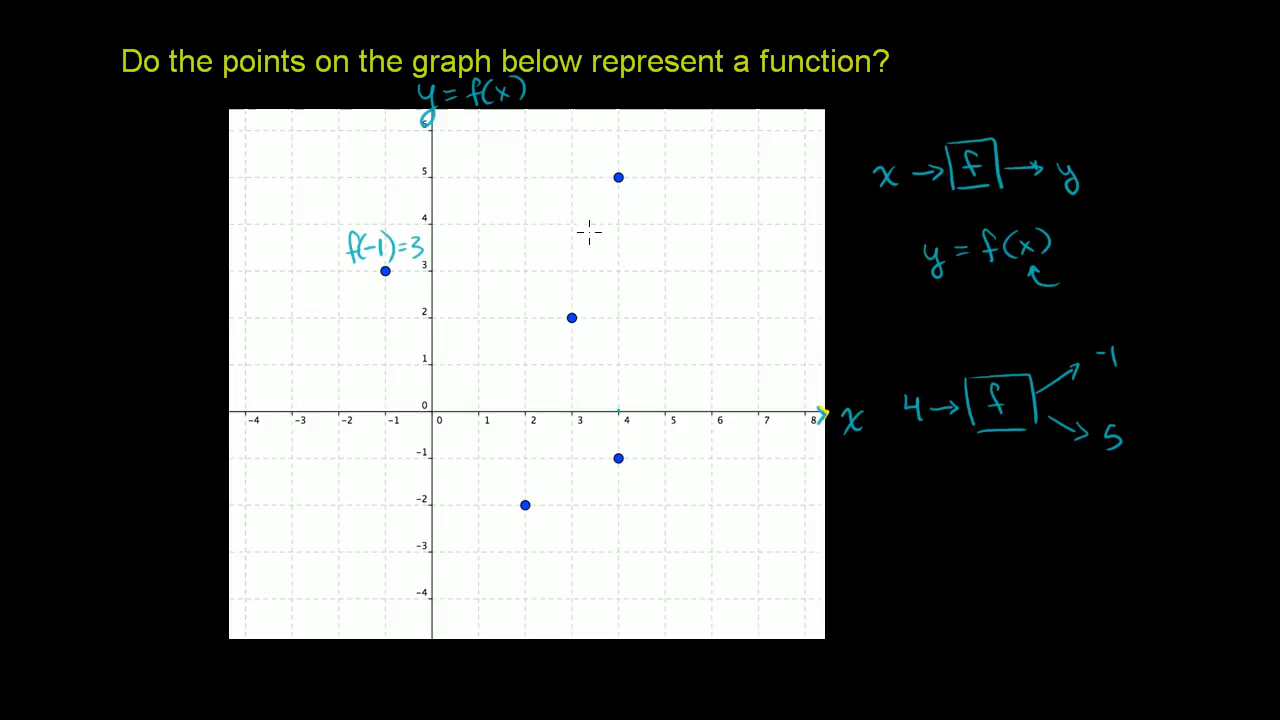 Do the points on the graph below represent a function?
y = f(x)
6
5
4
f(-1)=3
3
2
1
0
-4 -3 -2 -1 0 1 2 3 4 5 6 7 8
x
-1
-2
-3
-4
x → f → y
y = f(x)
4 → f
-1
5